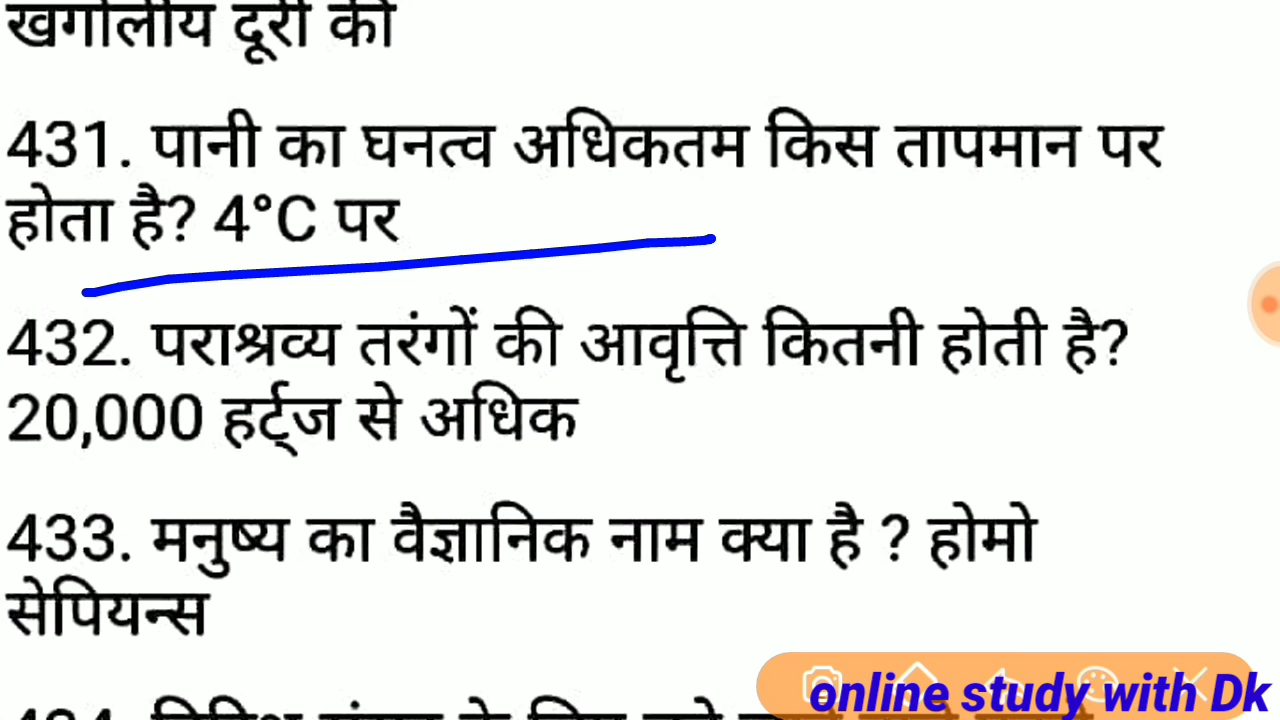 खगोलीय दूरी की
431. पानी का घनत्व अधिकतम किस तापमान पर
होता है? 4°C पर
432. पराश्रव्य तरंगों की आवृत्ति कितनी होती है?
20,000 हर्ट्ज से अधिक
433. मनुष्य का वैज्ञानिक नाम क्या है ? होमो
सेपियन्स
online study with Dk